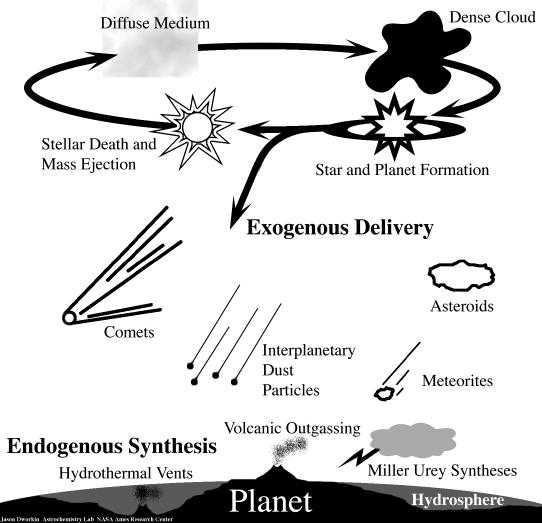 Diffuse Medium
Dense Cloud
Stellar Death and
Mass Ejection
Star and Planet Formation
Exogenous Delivery
Asteroids
Comets
Interplanetary
Dust
Particles
Meteorites
Volcanic Outgassing
Endogenous Synthesis
Hydrothermal Vents
Miller Urey Syntheses
Planet
Hydrosphere
Jason Dworkin Astrochemistry Lab NASA Ames Research Center